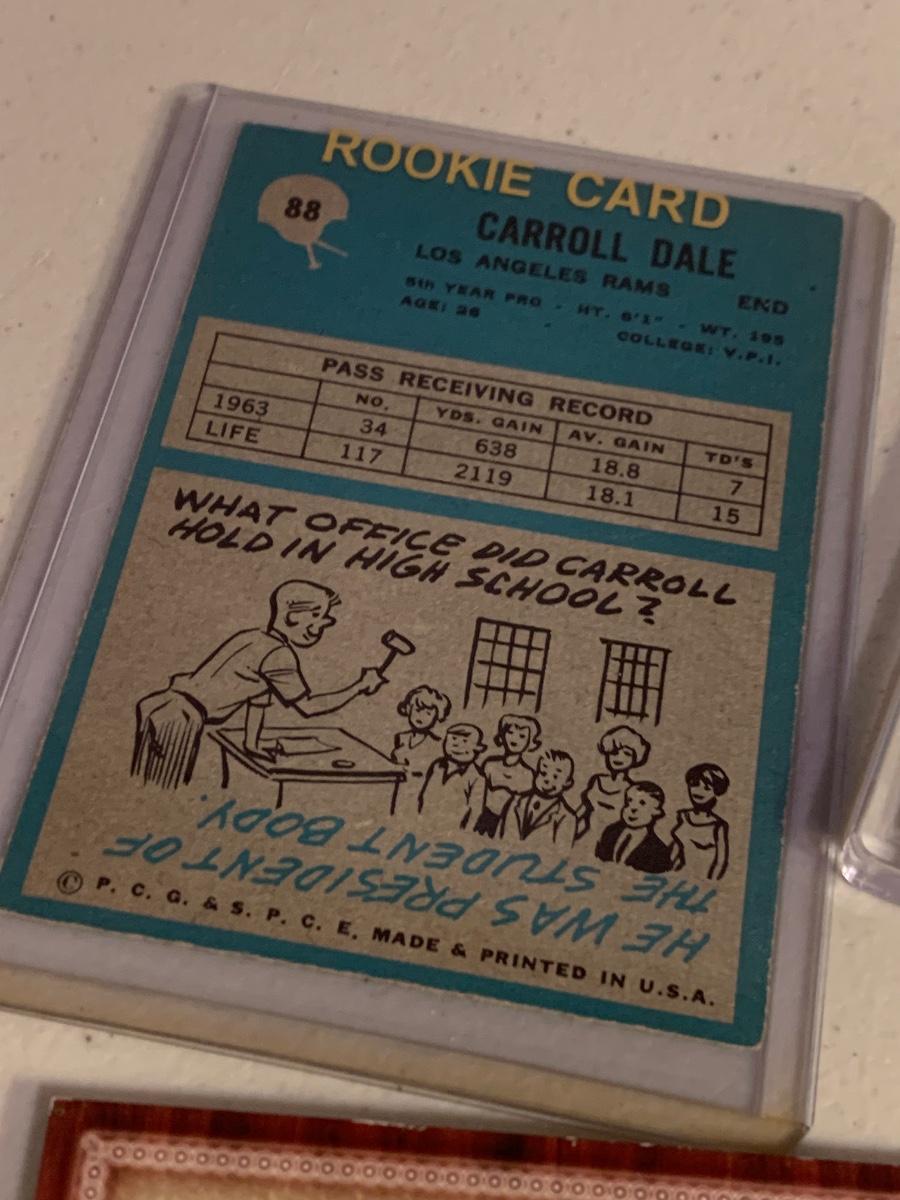 ROOKIE CARD
88
CARROLL DALE
LOS ANGELES RAMS END
5th YEAR PRO - HT. 6'1" - WT. 195
AGE: 26 COLLEGE: V.P.I.
PASS RECEIVING RECORD
NO. YDS. GAIN AV. GAIN TD'S
1963 34 638 18.8 7
LIFE 117 2119 18.1 15
WHAT OFFICE DID CARROLL
HOLD IN HIGH SCHOOL?
HE WAS PRESIDENT OF
THE STUDENT BODY.
© P. C. G. & S. P. C. E. MADE & PRINTED IN U.S.A.